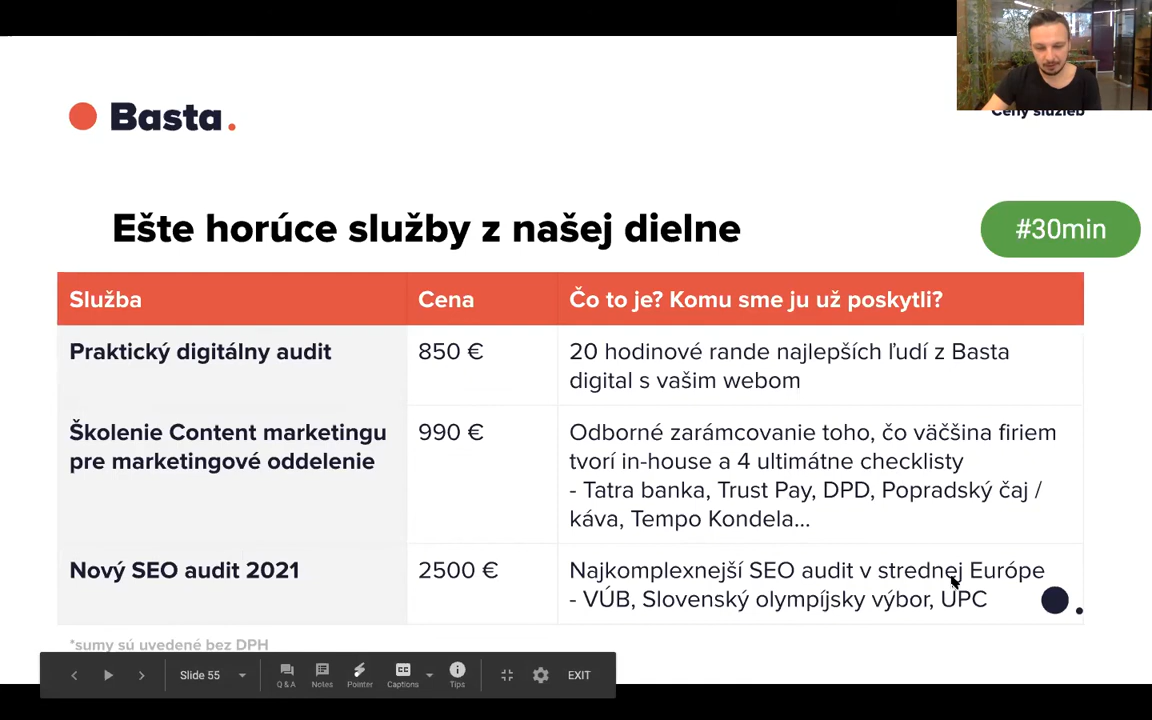 Basta.
Ceny služieb
Ešte horúce služby z našej dielne
#30min
Služba
Cena
Čo to je? Komu sme ju už poskytli?
Praktický digitálny audit
850 €
20 hodinové rande najlepších ľudí z Basta
digital s vašim webom
Školenie Content marketingu
pre marketingové oddelenie
990 €
Odborné zarámcovanie toho, čo väčšina firiem
tvorí in-house a 4 ultimátne checklisty
- Tatra banka, Trust Pay, DPD, Popradský čaj /
káva, Tempo Kondela...
Nový SEO audit 2021
2500 €
Najkomplexnejší SEO audit v strednej Európe
- VÚB, Slovenský olympíjsky výbor, UPC
*sumy sú uvedené bez DPH
Slide 55
Q & A
Notes
Pointer
CC
Captions
Tips
EXIT